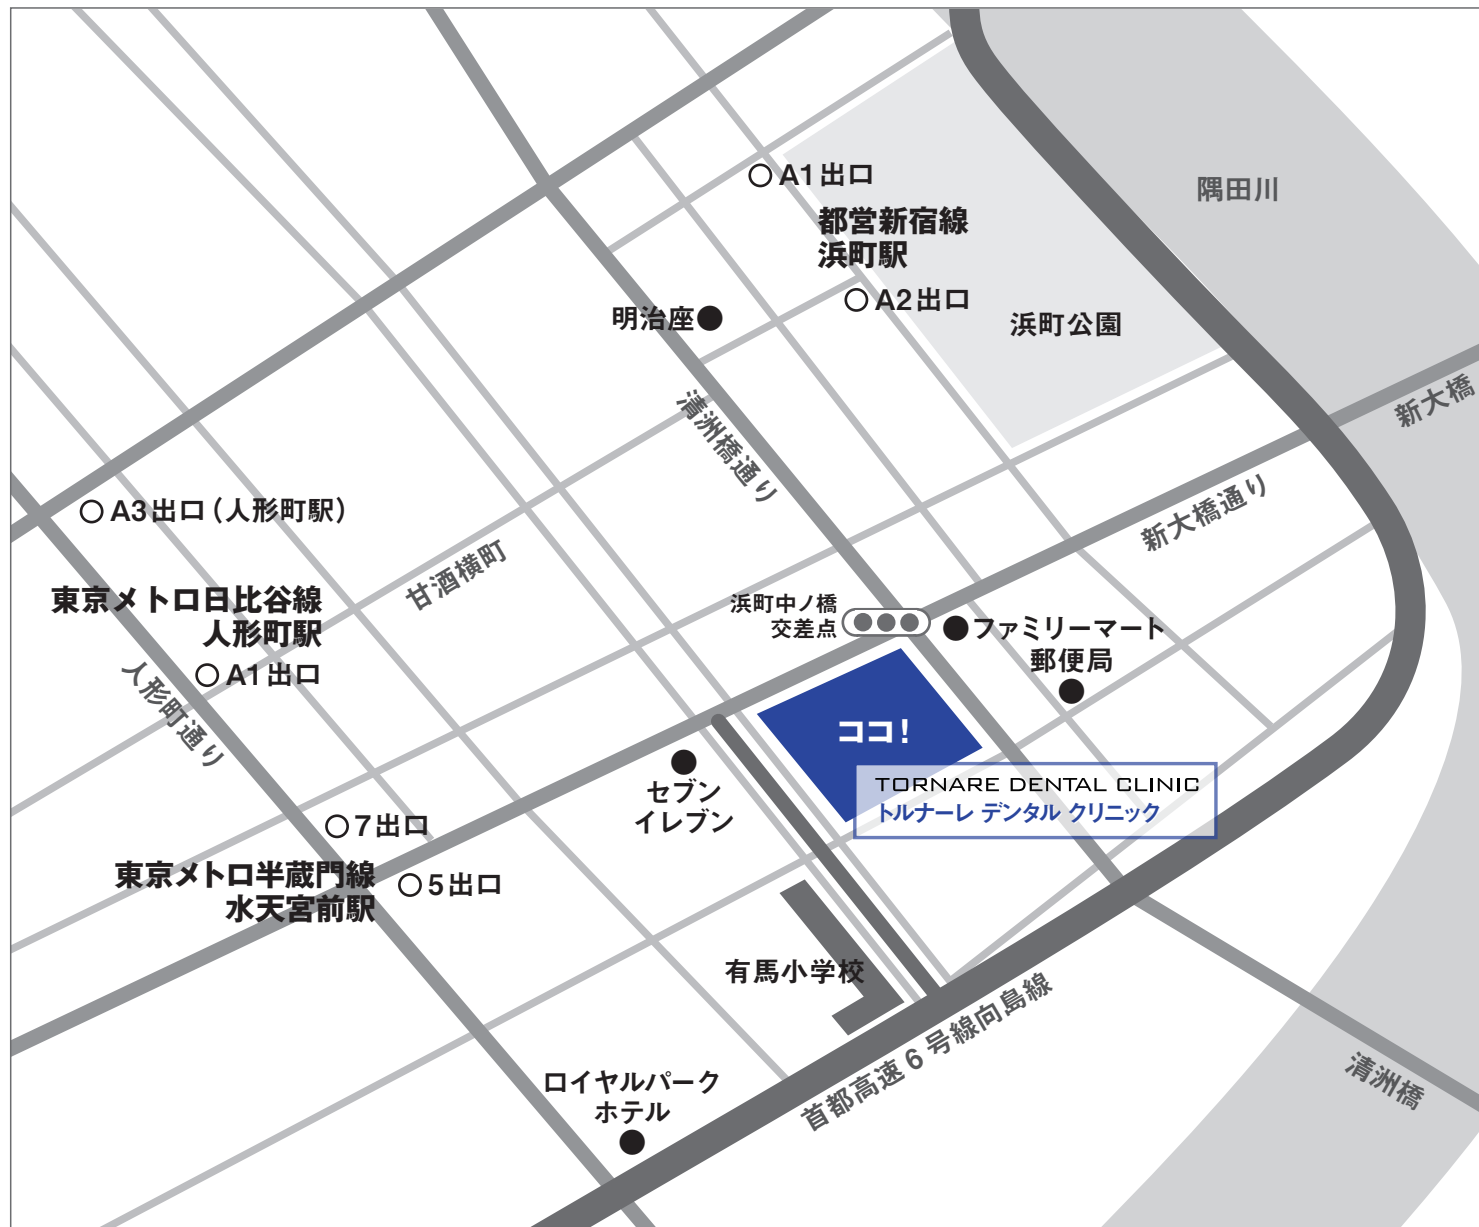 A1出口
隅田川
都営新宿線
浜町駅
A2出口
明治座
浜町公園
新大橋
清洲橋通り
A3出口（人形町駅）
新大橋通り
甘酒横町
東京メトロ日比谷線
人形町駅
A1出口
人形町通り
浜町中ノ橋
交差点
ファミリーマート
郵便局
ココ！
セブン
イレブン
TORNARE DENTAL CLINIC
トルナーレ デンタル クリニック
7出口
東京メトロ半蔵門線
水天宮前駅
5出口
有馬小学校
首都高速6号線向島線
ロイヤルパーク
ホテル
清洲橋